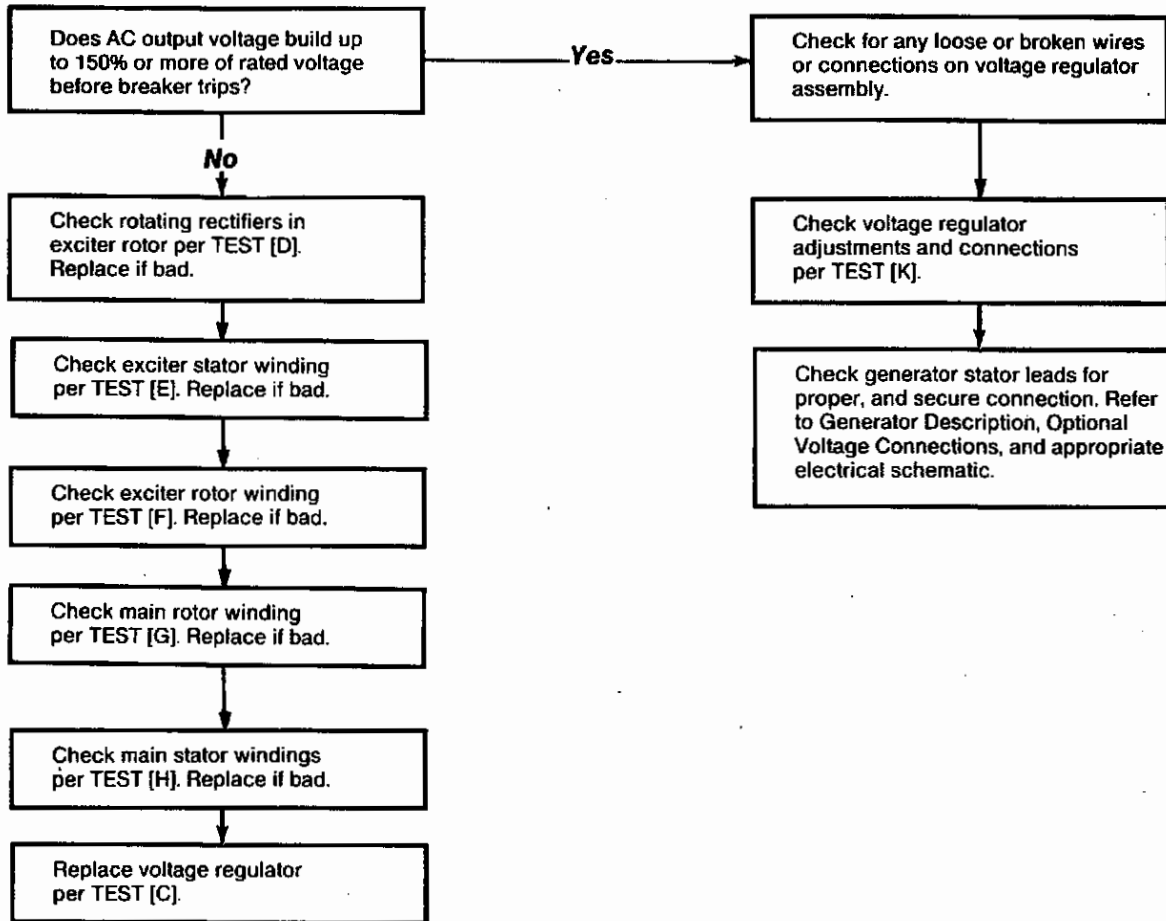 Does AC output voltage build up
to 150% or more of rated voltage
before breaker trips?
Yes
Check for any loose or broken wires
or connections on voltage regulator
assembly.
No
Check rotating rectifiers in
exciter rotor per TEST [D].
Replace if bad.
Check voltage regulator
adjustments and connections
per TEST [K].
Check exciter stator winding
per TEST [E]. Replace if bad.
Check generator stator leads for
proper, and secure connection. Refer
to Generator Description, Optional
Voltage Connections, and appropriate
electrical schematic.
Check exciter rotor winding
per TEST [F]. Replace if bad.
Check main rotor winding
per TEST [G]. Replace if bad.
Check main stator windings
per TEST [H]. Replace if bad.
Replace voltage regulator
per TEST [C].